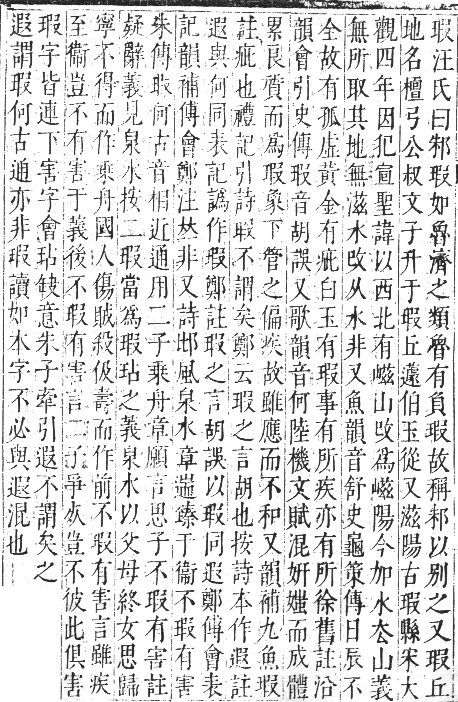 瑕汪氏曰邾瑕如魯濟之類魯有負瑕故稱邾以別之又瑕丘
地名檀弓公叔文子升于瑕丘蘧伯玉從又滋陽古瑕縣宋大
觀四年因犯宣聖諱以西北有嵫山改為嵫陽今加水厺山義
無所取其地無滋水改从水非又魚韻音舒史龜策傳日辰不
全故有孤虛黃金有疵白玉有瑕事有所疾亦有所徐舊註沿
韻會引史傳瑕音胡誤又歌韻音何陸機文賦混妍媸而成體
累良質而為瑕象下管之偏疾故雖應而不和又韻補九魚瑕
註疵也禮記引詩瑕不謂矣鄭云瑕之言胡也按詩本作遐註
遐與何同表記譌作瑕鄭註瑕之言胡誤以瑕同遐鄭傅會表
記韻補傅會鄭注𠀤非又詩邶風泉水章遄臻于衞不瑕有害
朱傳瑕何古音相近通用二子乘舟章願言思子不瑕有害註
疑辭義見泉水按二瑕當為瑕玷之義泉水以父母終女思歸
寧不得而作乘舟國人傷賊殺伋壽而作前不瑕有害言雖疾
至衞豈不有害于義後不瑕有害言二子爭死豈不彼此俱害
瑕字皆連下害字會玷缺意朱子牽引遐不謂矣之
遐謂瑕何古通亦非瑕讀如本字不必與遐混也